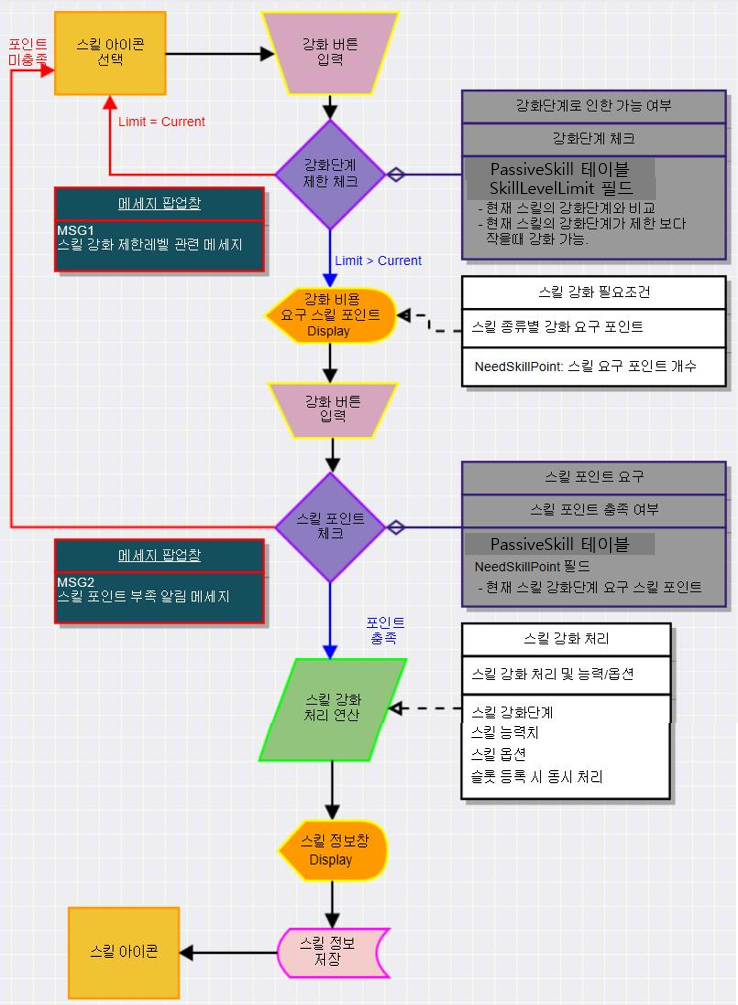 포인트
미충족
스킬 아이콘
선택
강화 버튼
입력
Limit = Current
강화단계
제한 체크
강화단계로 인한 가능 여부
강화단계 체크
PassiveSkill 테이블
SkillLevelLimit 필드
- 현재 스킬의 강화단계와 비교
- 현재 스킬의 강화단계가 제한 보다
작을때 강화 가능.
메세지 팝업창
MSG1
스킬 강화 제한레벨 관련 메세지
Limit > Current
강화 비용
요구 스킬 포인트
Display
스킬 강화 필요조건
스킬 종류별 강화 요구 포인트
NeedSkillPoint: 스킬 요구 포인트 개수
강화 버튼
입력
스킬 포인트
체크
스킬 포인트 요구
스킬 포인트 충족 여부
PassiveSkill 테이블
NeedSkillPoint 필드
- 현재 스킬 강화단계 요구 스킬 포인트
메세지 팝업창
MSG2
스킬 포인트 부족 알림 메세지
포인트
충족
스킬 강화
처리 연산
스킬 강화 처리
스킬 강화 처리 및 능력/옵션
스킬 강화단계
스킬 능력치
스킬 옵션
슬롯 등록 시 동시 처리
스킬 정보창
Display
스킬 정보
저장
스킬 아이콘